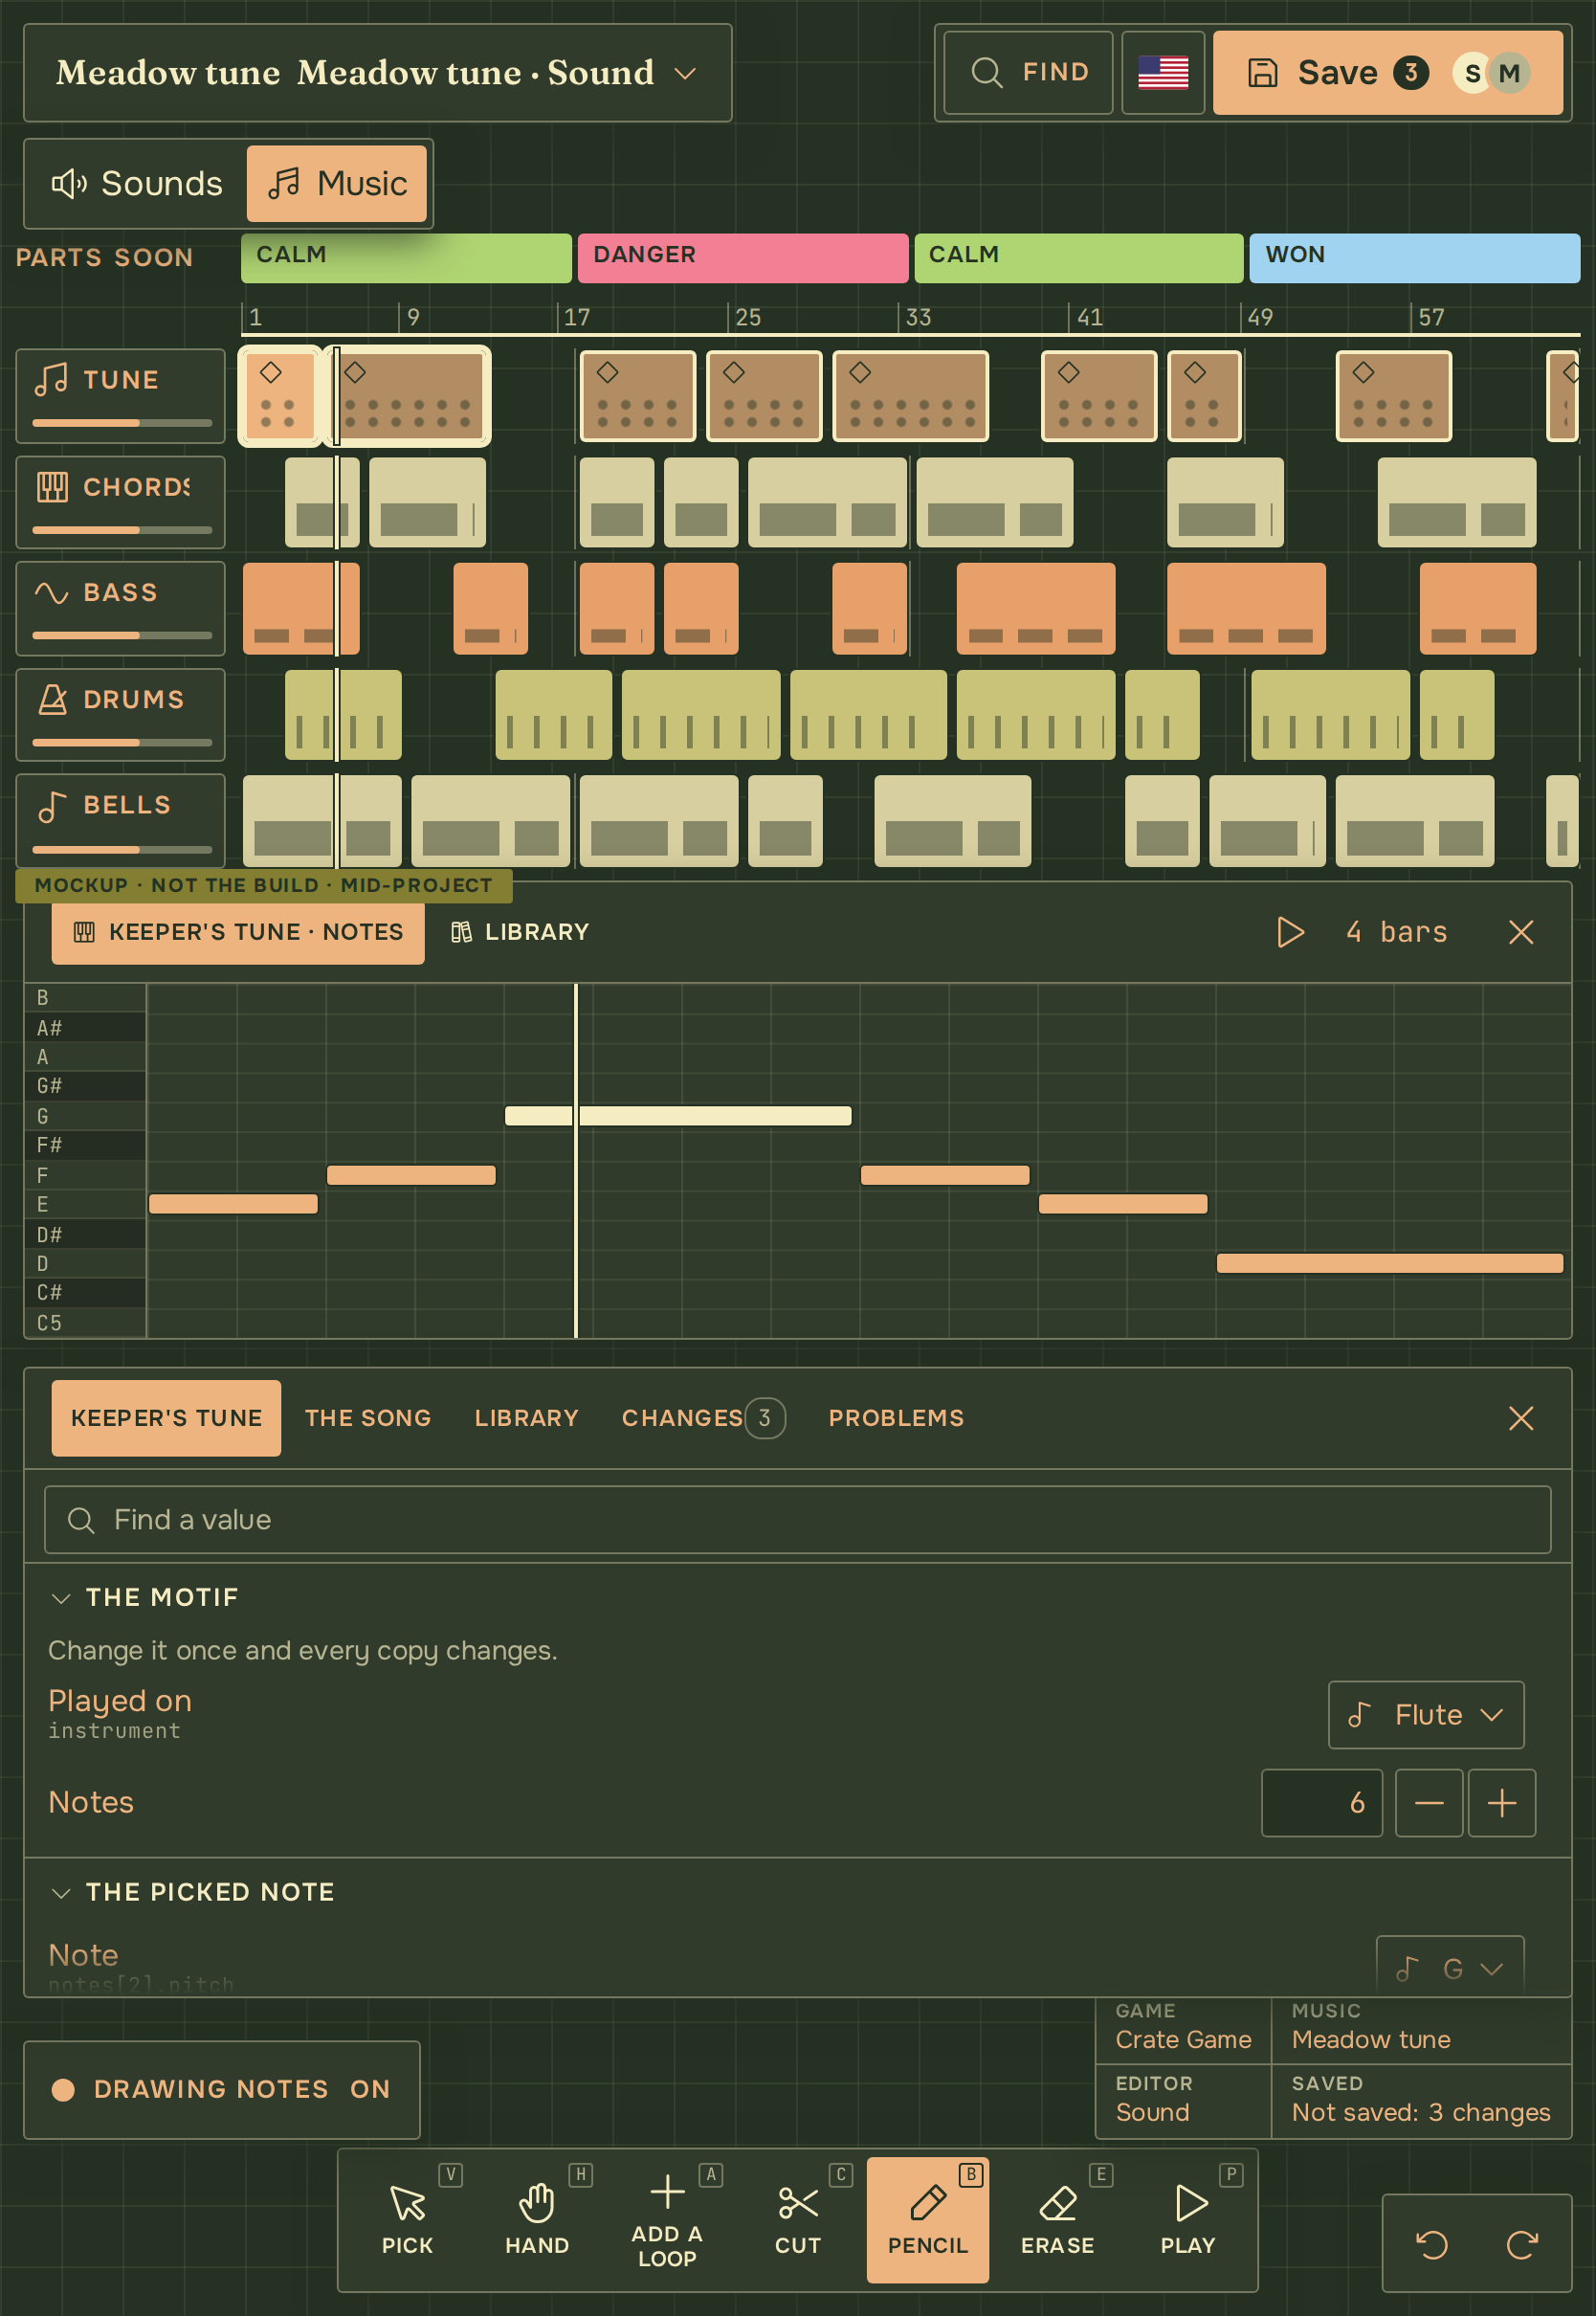 Meadow tune Meadow tune · Sound
FIND
Save 3 S M
Sounds Music
PARTS SOON CALM DANGER CALM WON
1 9 17 25 33 41 49 57
TUNE
CHORDS
BASS
DRUMS
BELLS
MOCKUP · NOT THE BUILD · MID-PROJECT
KEEPER'S TUNE · NOTES LIBRARY 4 bars
B
A#
A
G#
G
F#
F
E
D#
D
C#
C5
KEEPER'S TUNE THE SONG LIBRARY CHANGES 3 PROBLEMS
Find a value
THE MOTIF
Change it once and every copy changes.
Played on
instrument
Flute
Notes 6
THE PICKED NOTE
Note
notes[2].pitch
G
GAME MUSIC
Crate Game Meadow tune
EDITOR SAVED
Sound Not saved: 3 changes
DRAWING NOTES ON
V H A C B E P
PICK HAND ADD A LOOP CUT PENCIL ERASE PLAY